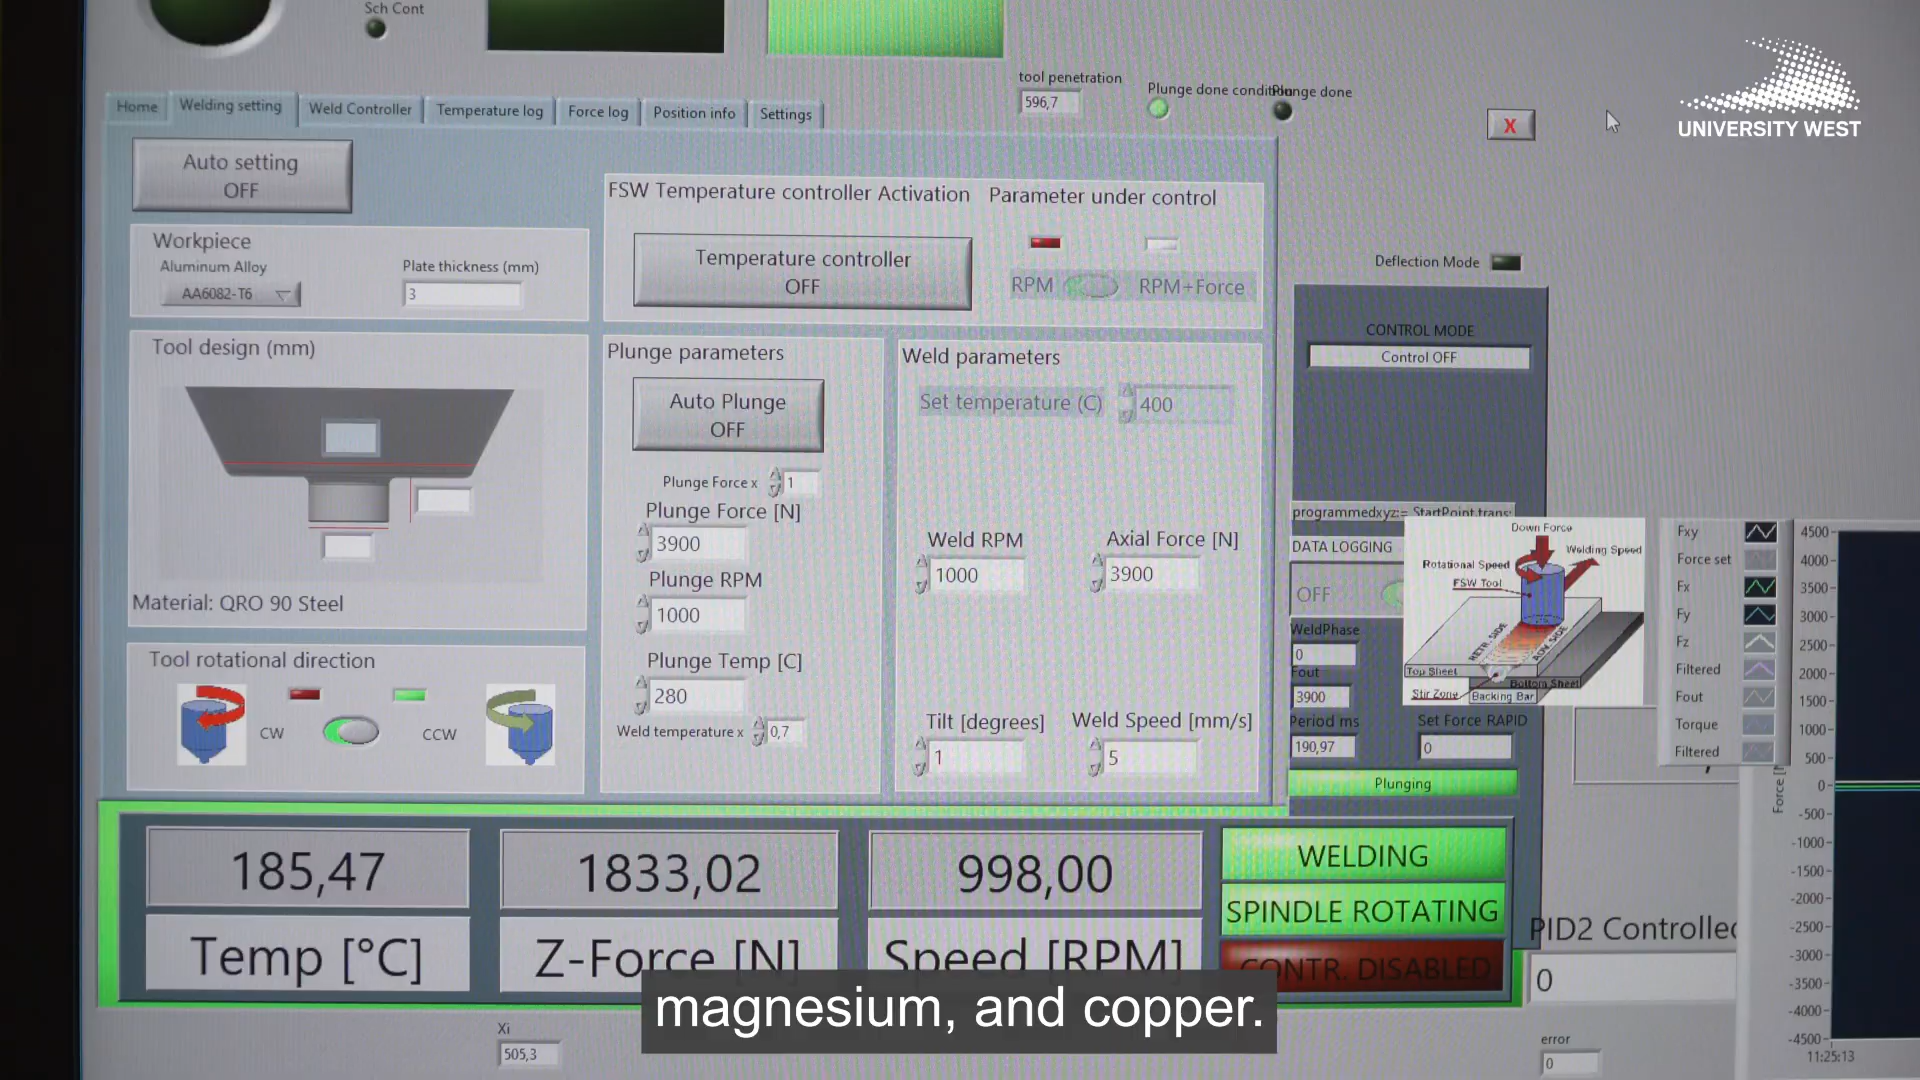 Sch Cont
tool penetration
596,7
Plunge done condition
Plunge done
UNIVERSITY WEST
Home
Welding setting
Weld Controller
Temperature log
Force log
Position info
Settings
X
Auto setting
OFF
Workpiece
Aluminum Alloy
AA6082-T6
Plate thickness (mm)
3
FSW Temperature controller Activation
Temperature controller
OFF
Parameter under control
RPM
RPM+Force
Deflection Mode
CONTROL MODE
Control OFF
Tool design (mm)
Material: QRO 90 Steel
Plunge parameters
Auto Plunge
OFF
Plunge Force x
1
Plunge Force [N]
3900
Plunge RPM
1000
Plunge Temp [C]
280
Weld temperature x
0,7
Weld parameters
Set temperature (C)
400
Weld RPM
1000
Axial Force [N]
3900
Tilt [degrees]
1
Weld Speed [mm/s]
5
Tool rotational direction
CW
CCW
programmedxyz:= StartPoint.trans:
DATA LOGGING
OFF
WeldPhase
0
Fout
3900
Period ms
190,97
Set Force RAPID
0
Plunging
Down Force
Welding Speed
Rotational Speed
FSW Tool
RETR. SIDE
ADV. SIDE
Top Sheet
Bottom Sheet
Stir Zone
Backing Bar
Fxy
Force set
Fx
Fy
Fz
Filtered
Fout
Torque
Filtered
4500
4000
3500
3000
2500
2000
1500
1000
500
0
-500
-1000
-1500
-2000
-2500
-3000
-3500
-4000
-4500
11:25:13
185,47
Temp [°C]
1833,02
Z-Force [N]
998,00
Speed [RPM]
WELDING
SPINDLE ROTATING
CONTR. DISABLED
PID2 Controlled
0
error
0
Xi
505,3
magnesium, and copper.